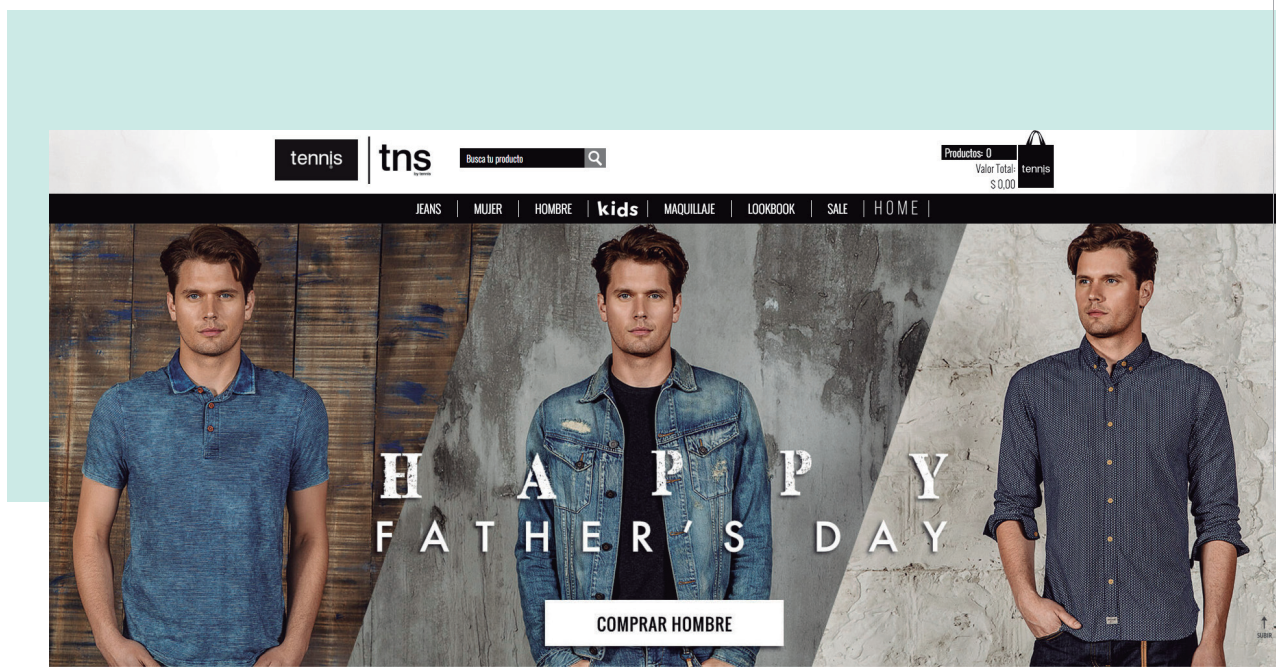 tennis
tns
by tennis
Busca tu producto
Productos: 0
Valor Total:
$ 0,00
tennis
JEANS | MUJER | HOMBRE | kids | MAQUILLAJE | LOOKBOOK | SALE | HOME |
HAPPY
FATHER'S DAY
COMPRAR HOMBRE
SUBIR